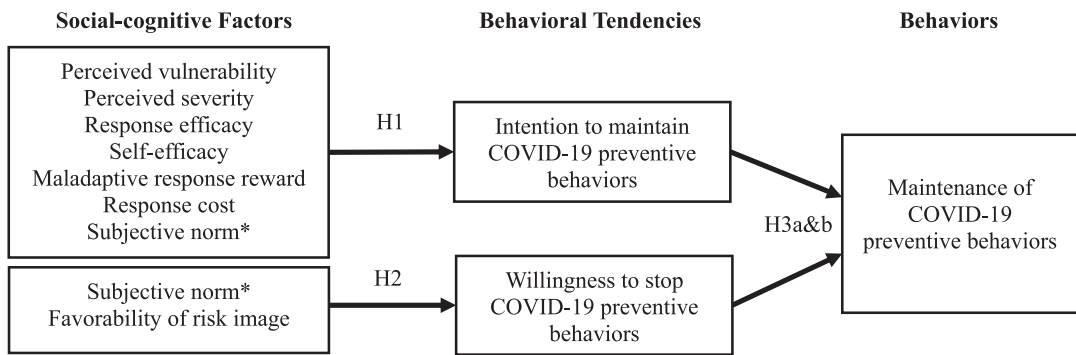 Social-cognitive Factors
Behavioral Tendencies
Behaviors
Perceived vulnerability
Perceived severity
Response efficacy
Self-efficacy
Maladaptive response reward
Response cost
Subjective norm*
H1
Intention to maintain
COVID-19 preventive
behaviors
Subjective norm*
Favorability of risk image
H2
Willingness to stop
COVID-19 preventive
behaviors
H3a&b
Maintenance of
COVID-19
preventive behaviors